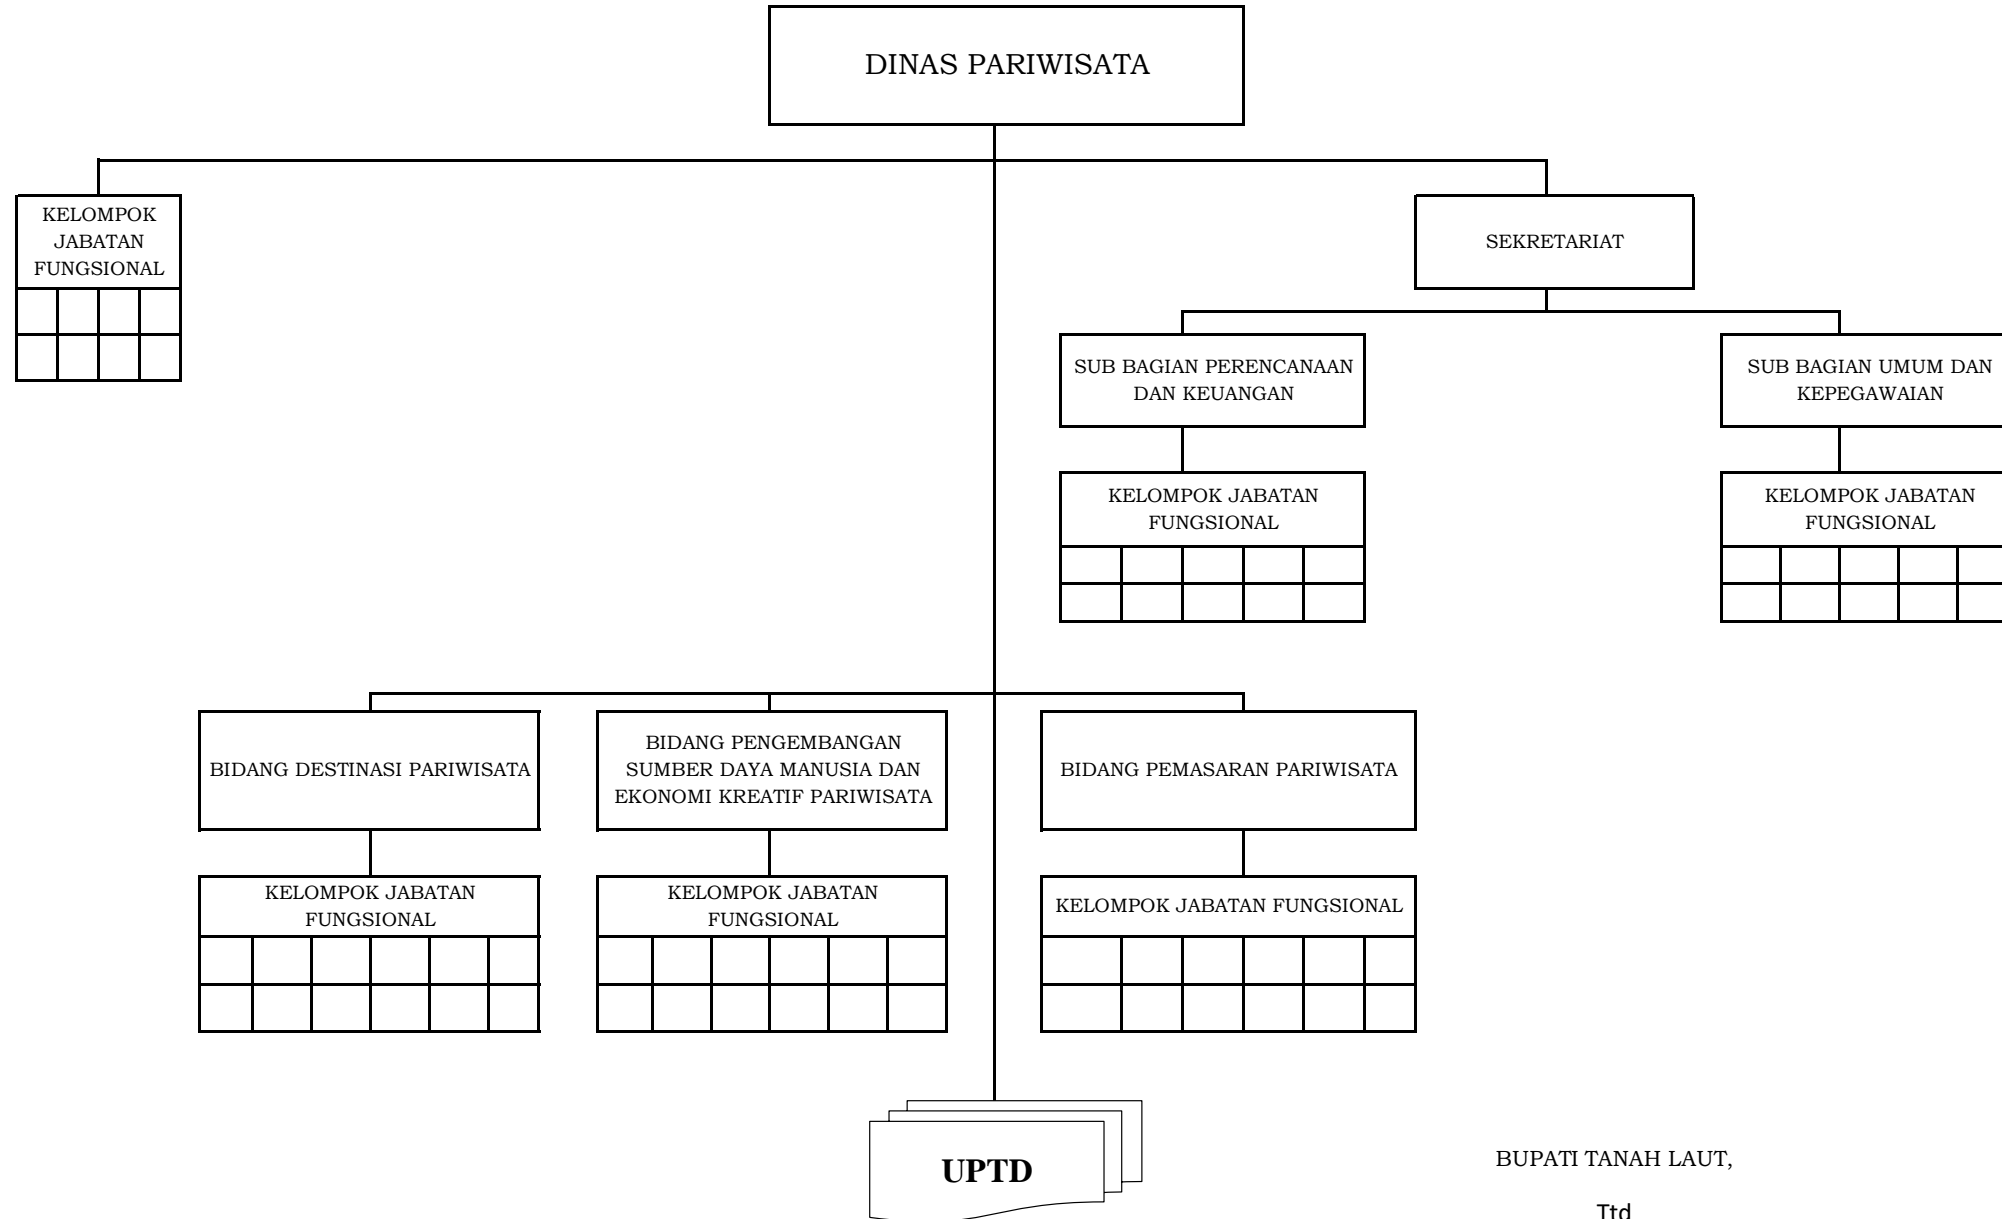 DINAS PARIWISATA
KELOMPOK
JABATAN
FUNGSIONAL
SEKRETARIAT
SUB BAGIAN PERENCANAAN
DAN KEUANGAN
SUB BAGIAN UMUM DAN
KEPEGAWAIAN
KELOMPOK JABATAN
FUNGSIONAL
KELOMPOK JABATAN
FUNGSIONAL
BIDANG DESTINASI PARIWISATA
BIDANG PENGEMBANGAN
SUMBER DAYA MANUSIA DAN
EKONOMI KREATIF PARIWISATA
BIDANG PEMASARAN PARIWISATA
KELOMPOK JABATAN
FUNGSIONAL
KELOMPOK JABATAN
FUNGSIONAL
KELOMPOK JABATAN FUNGSIONAL
UPTD
BUPATI TANAH LAUT,
Ttd